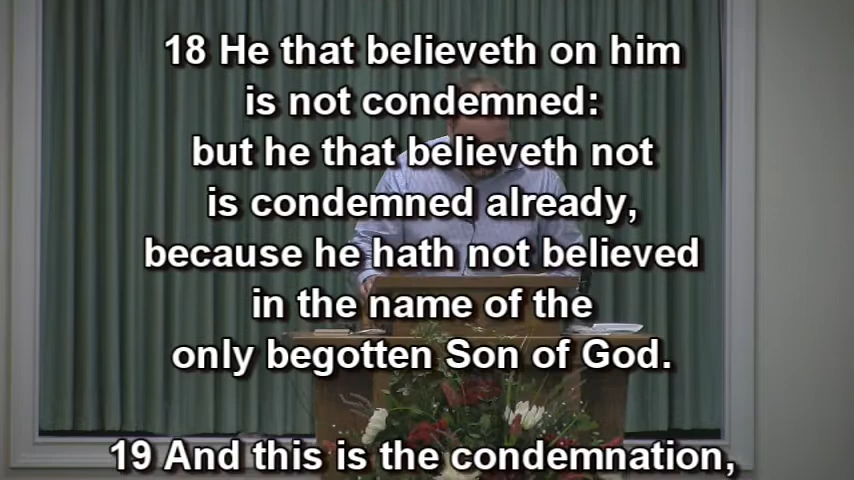 18 He that believeth on him
is not condemned:
but he that believeth not
is condemned already,
because he hath not believed
in the name of the
only begotten Son of God.
19 And this is the condemnation,